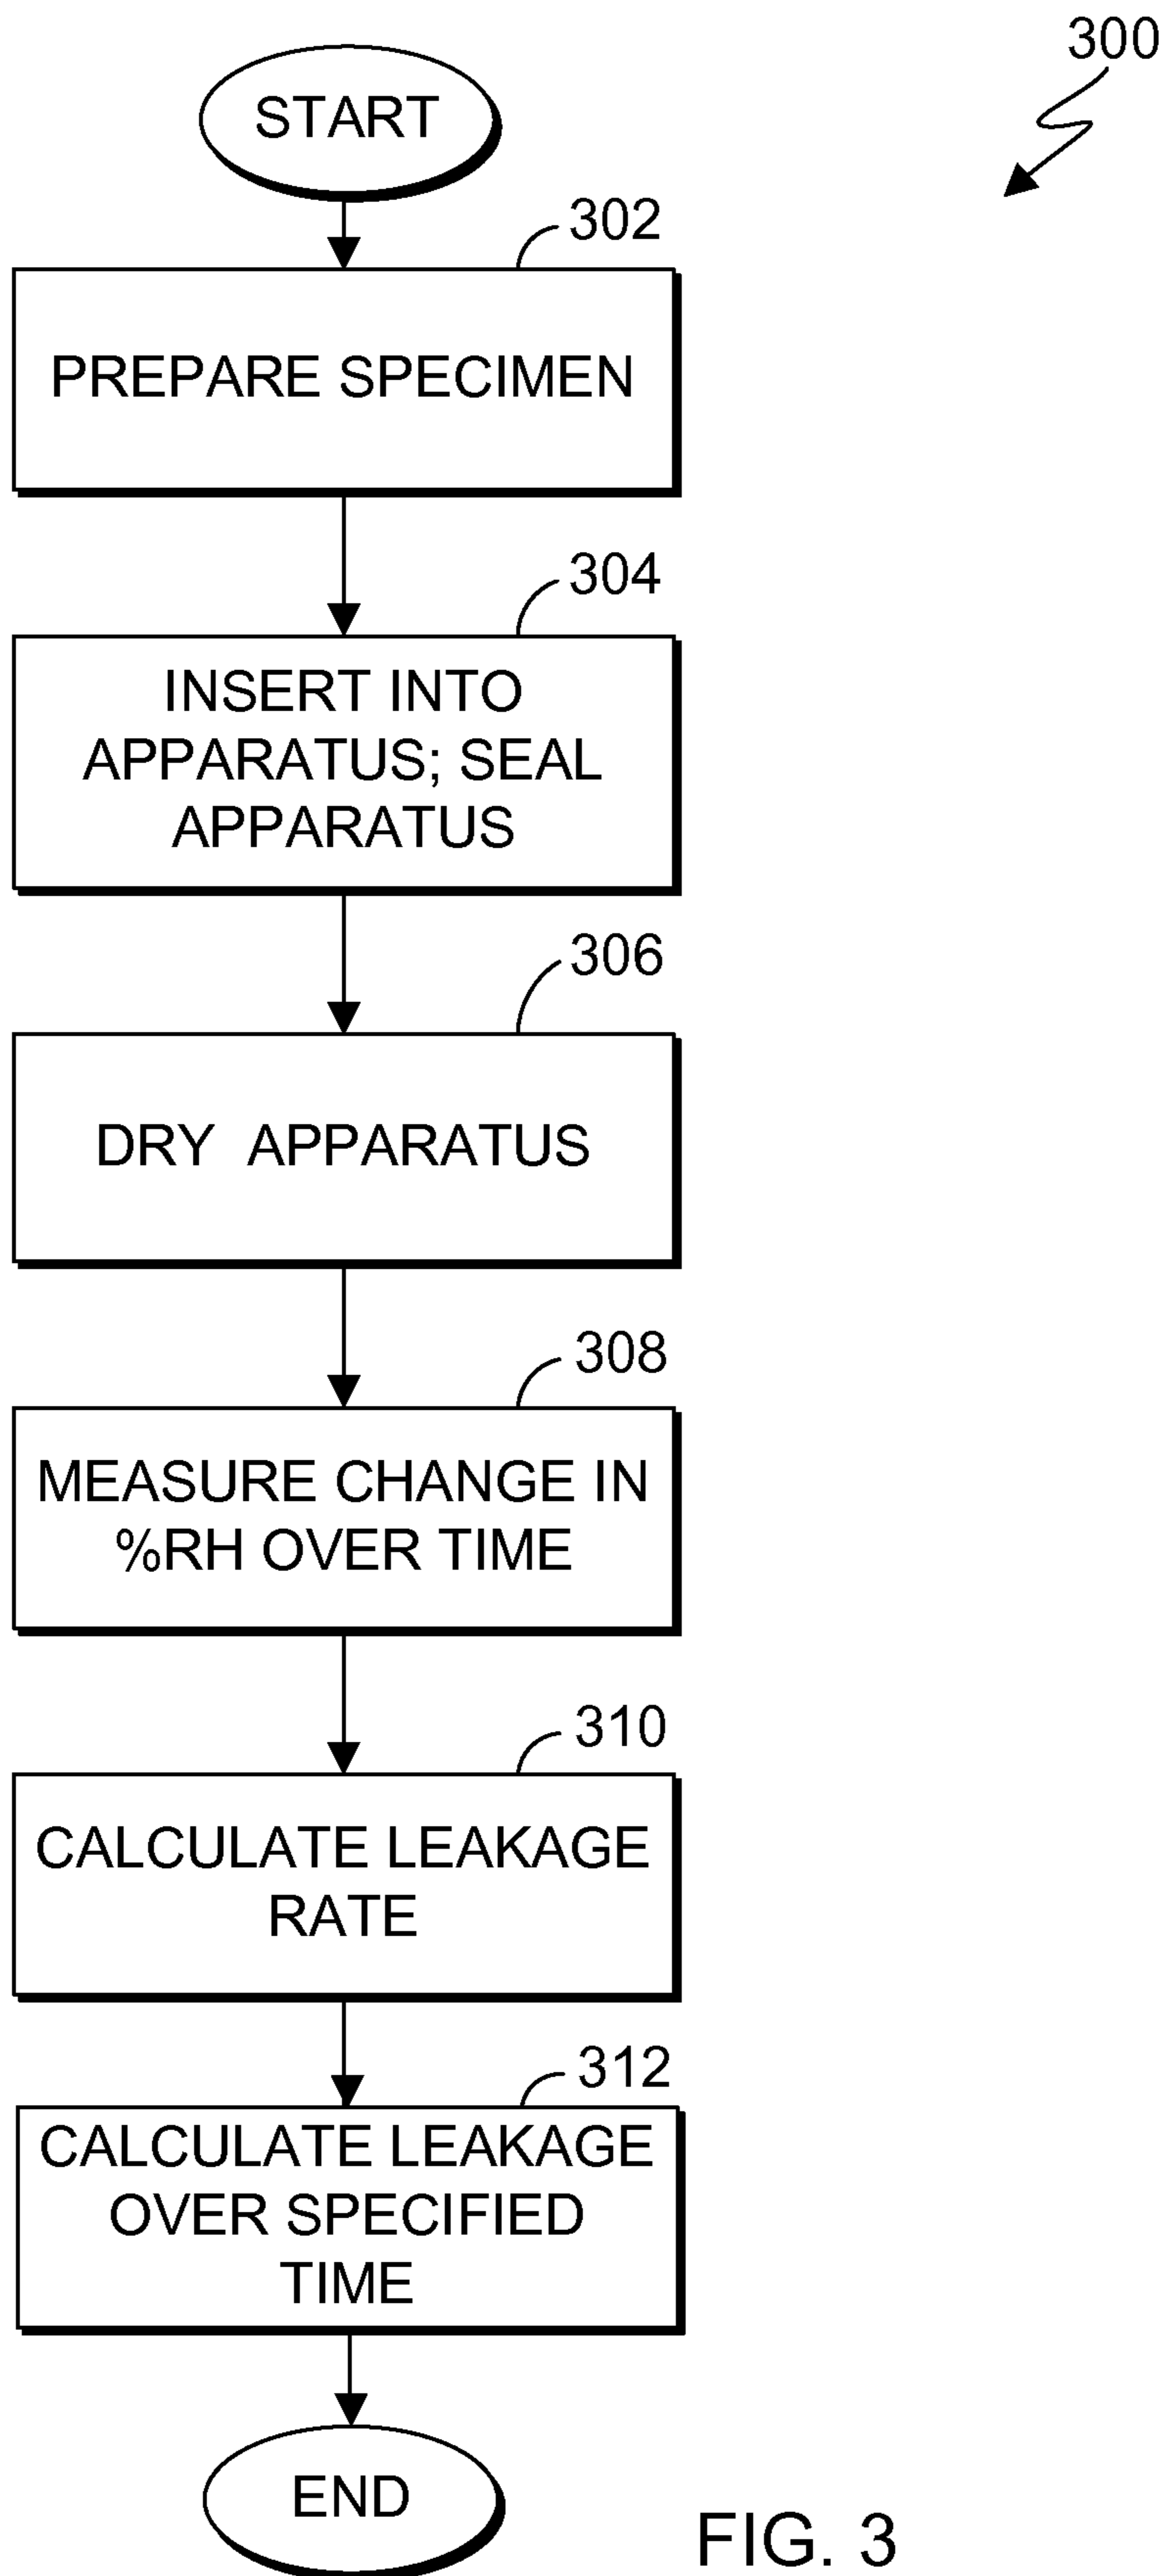 300
START
302
PREPARE SPECIMEN
304
INSERT INTO
APPARATUS; SEAL
APPARATUS
306
DRY APPARATUS
308
MEASURE CHANGE IN
%RH OVER TIME
310
CALCULATE LEAKAGE
RATE
312
CALCULATE LEAKAGE
OVER SPECIFIED
TIME
END
FIG. 3